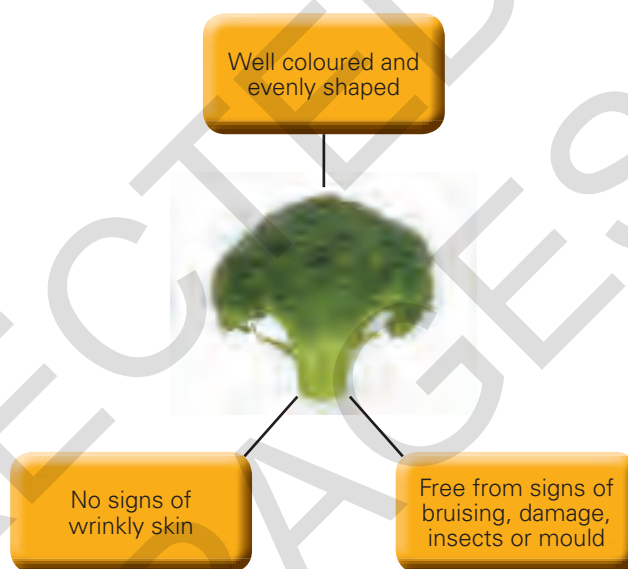 Well coloured and
evenly shaped
No signs of
wrinkly skin
Free from signs of
bruising, damage,
insects or mould